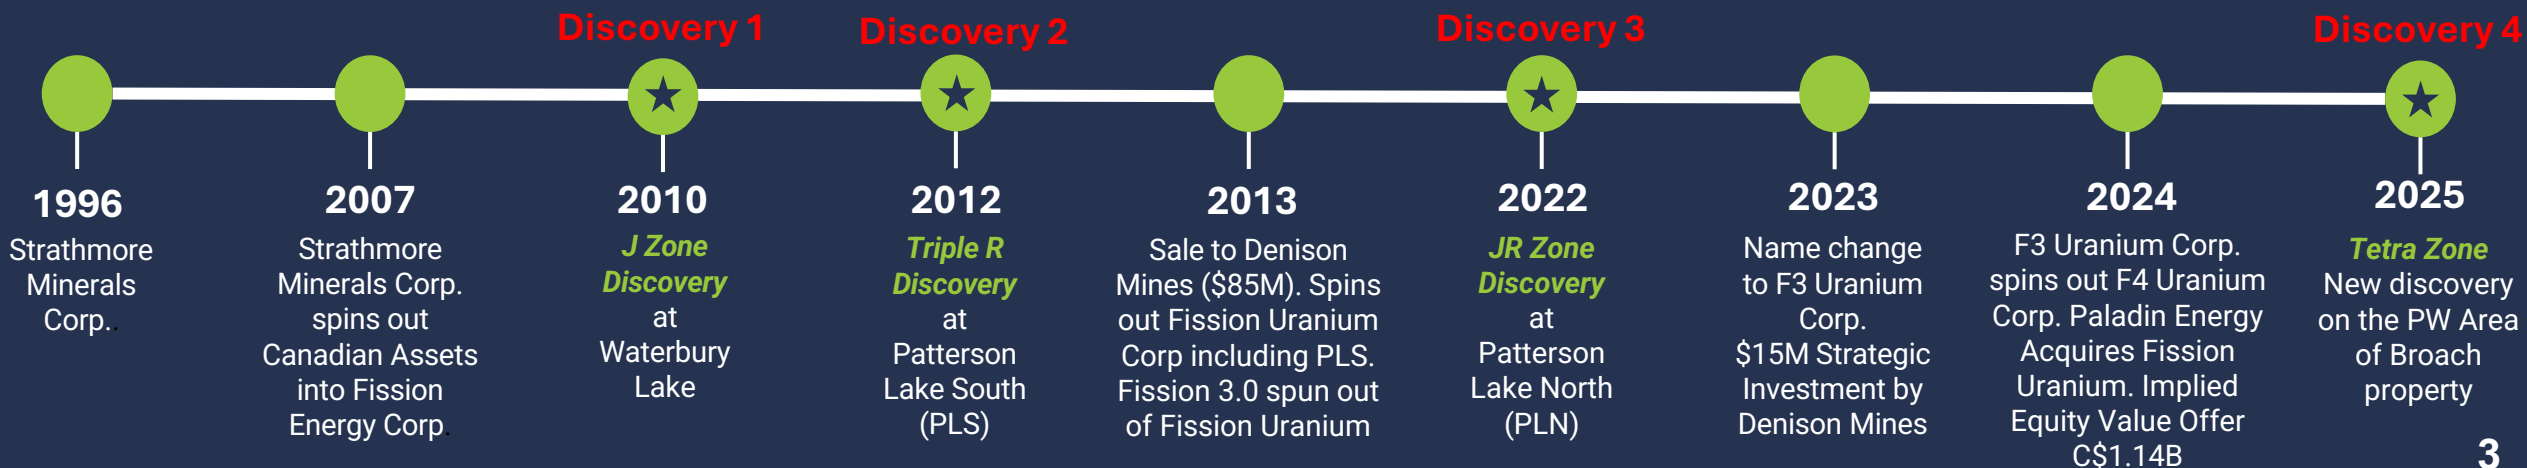 Discovery 1
Discovery 2
Discovery 3
Discovery 4
1996
Strathmore
Minerals
Corp..
2007
Strathmore
Minerals Corp.
spins out
Canadian Assets
into Fission
Energy Corp.
2010
J Zone
Discovery
at
Waterbury
Lake
2012
Triple R
Discovery
at
Patterson
Lake South
(PLS)
2013
Sale to Denison
Mines ($85M). Spins
out Fission Uranium
Corp including PLS.
Fission 3.0 spun out
of Fission Uranium
2022
JR Zone
Discovery
at
Patterson
Lake North
(PLN)
2023
Name change
to F3 Uranium
Corp.
$15M Strategic
Investment by
Denison Mines
2024
F3 Uranium Corp.
spins out F4 Uranium
Corp. Paladin Energy
Acquires Fission
Uranium. Implied
Equity Value Offer
C$1.14B
2025
Tetra Zone
New discovery
on the PW Area
of Broach
property
3